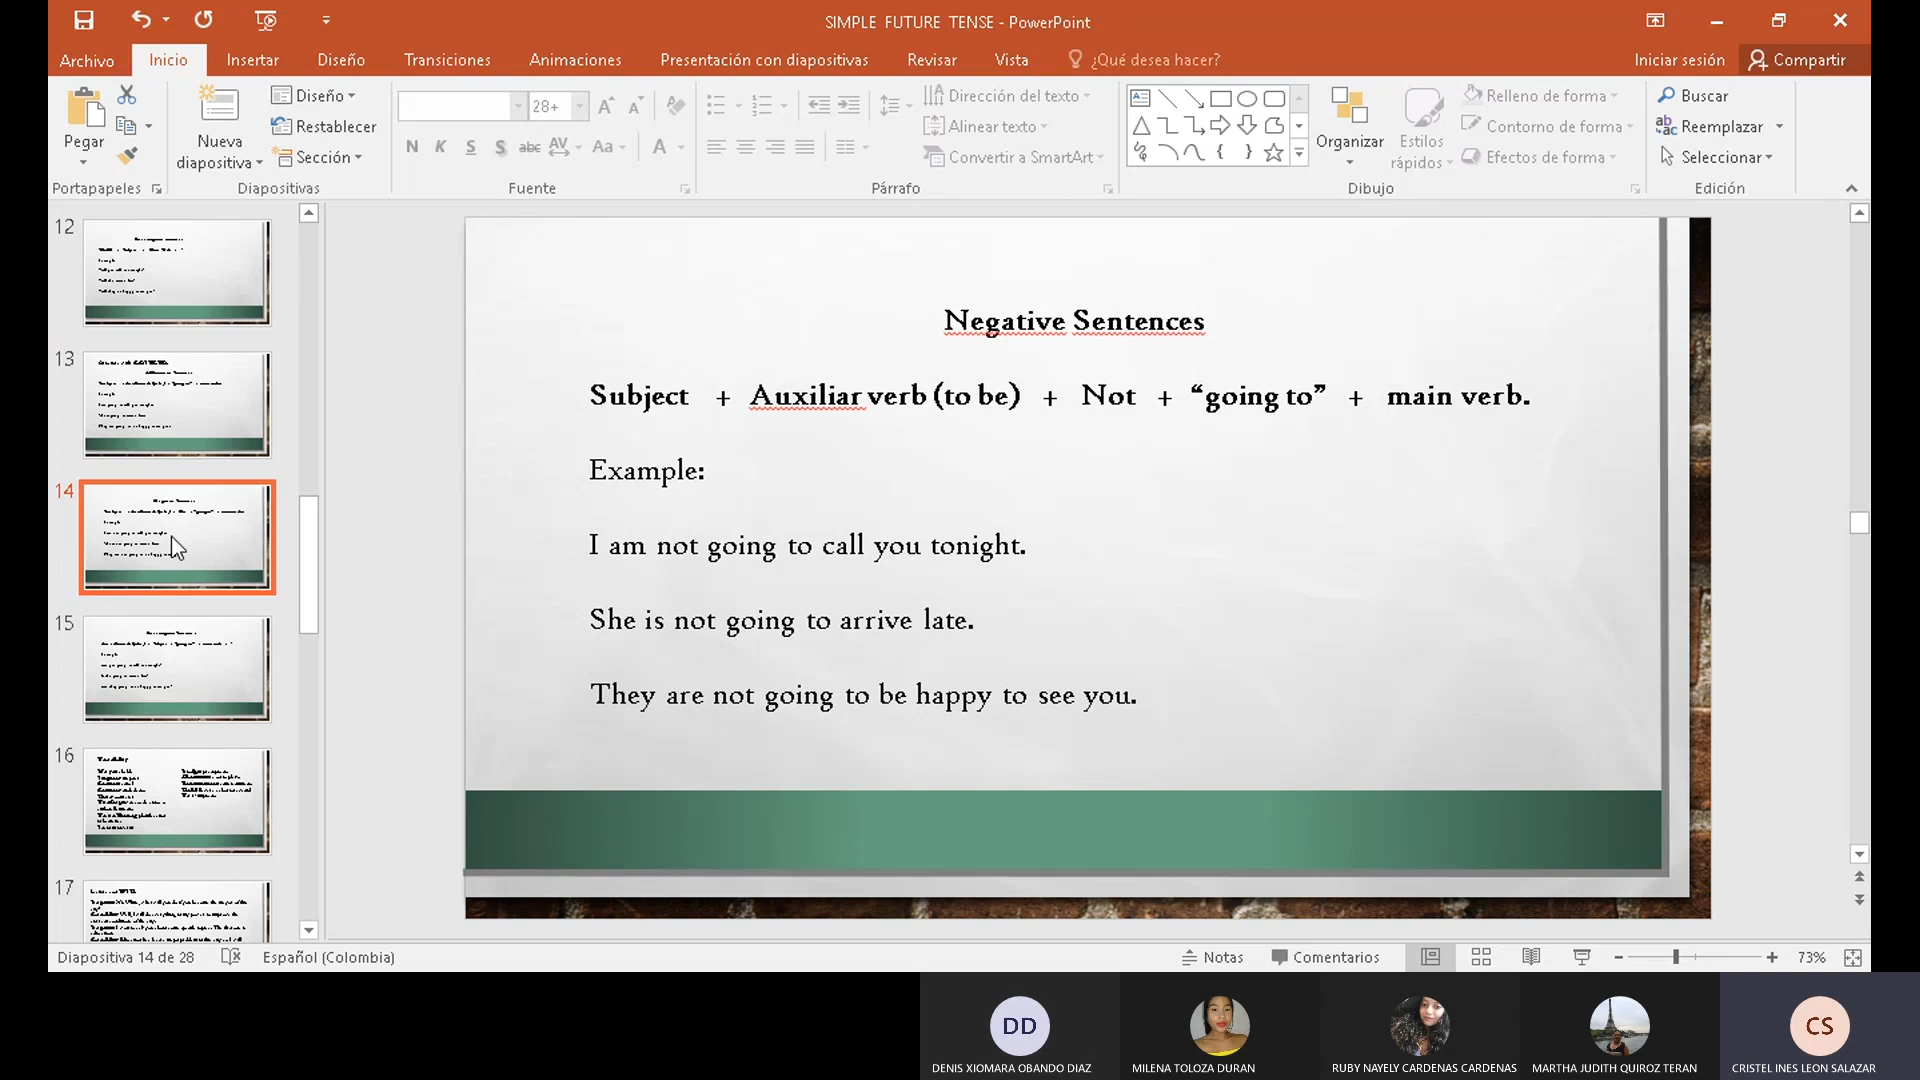 SIMPLE FUTURE TENSE - PowerPoint
Archivo Inicio Insertar Diseño Transiciones Animaciones Presentación con diapositivas Revisar Vista ¿Qué desea hacer? Iniciar sesión Compartir
Pegar
Portapapeles
Nueva diapositiva
Diseño
Restablecer
Sección
Diapositivas
28+
N K S S abc AV Aa A
Fuente
Dirección del texto
Alinear texto
Convertir a SmartArt
Párrafo
Organizar
Estilos rápidos
Relleno de forma
Contorno de forma
Efectos de forma
Dibujo
Buscar
Reemplazar
Seleccionar
Edición
12
13
14
15
16
17
Negative Sentences
Subject + Auxiliar verb (to be) + Not + “going to” + main verb.
Example:
I am not going to call you tonight.
She is not going to arrive late.
They are not going to be happy to see you.
Diapositiva 14 de 28 Español (Colombia) Notas Comentarios 73%
DD
CS
DENIS XIOMARA OBANDO DIAZ
MILENA TOLOZA DURAN
RUBY NAYELY CARDENAS CARDENAS
MARTHA JUDITH QUIROZ TERAN
CRISTEL INES LEON SALAZAR